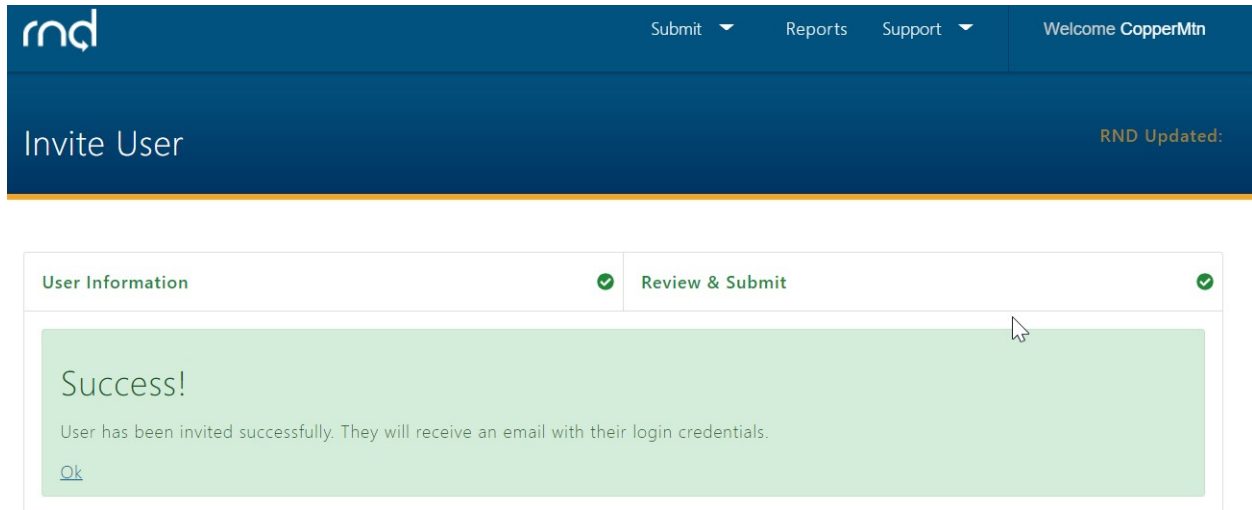 rnd
Submit Reports Support Welcome CopperMtn
Invite User
RND Updated:
User Information
Review & Submit
Success!
User has been invited successfully. They will receive an email with their login credentials.
Ok